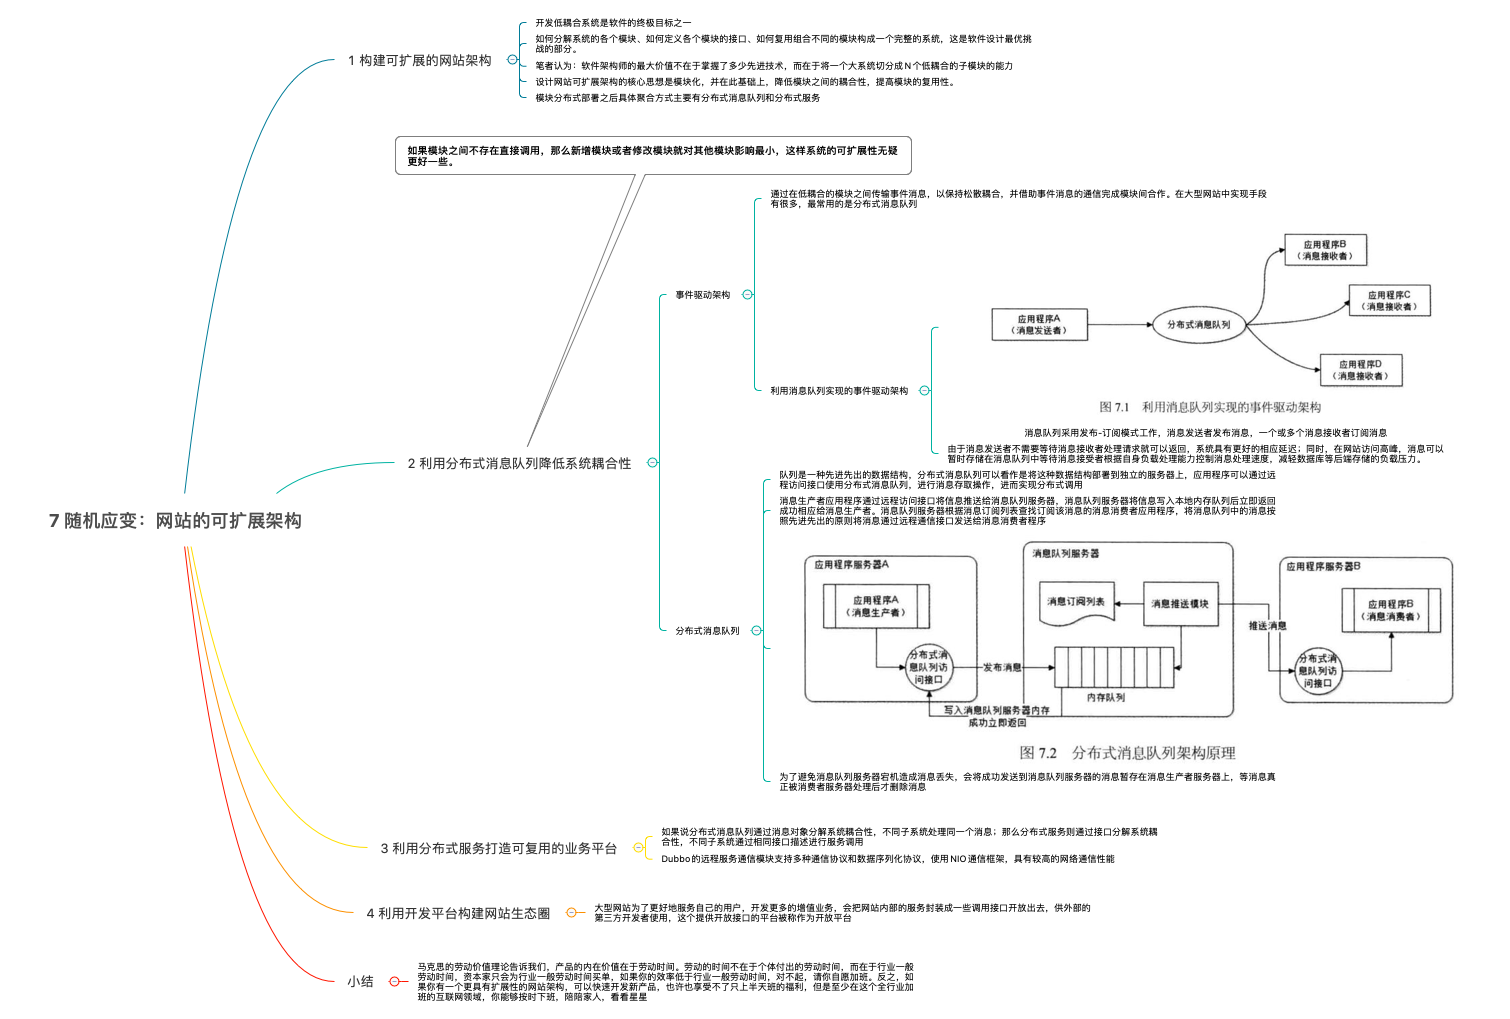 7 随机应变：网站的可扩展架构
1 构建可扩展的网站架构
开发低耦合系统是软件的终极目标之一
如何分解系统的各个模块、如何定义各个模块的接口、如何复用组合不同的模块构成一个完整的系统，这是软件设计最优挑
战的部分。
笔者认为：软件架构师的最大价值不在于掌握了多少先进技术，而在于将一个大系统切分成N个低耦合的子模块的能力
设计网站可扩展架构的核心思想是模块化，并在此基础上，降低模块之间的耦合性，提高模块的复用性。
模块分布式部署之后具体聚合方式主要有分布式消息队列和分布式服务
如果模块之间不存在直接调用，那么新增模块或者修改模块就对其他模块影响最小，这样系统的可扩展性无疑
更好一些。
2 利用分布式消息队列降低系统耦合性
事件驱动架构
通过在低耦合的模块之间传输事件消息，以保持松散耦合，并借助事件消息的通信完成模块间合作。在大型网站中实现手段
有很多，最常用的是分布式消息队列
利用消息队列实现的事件驱动架构
应用程序A
（消息发送者）
分布式消息队列
应用程序B
（消息接收者）
应用程序C
（消息接收者）
应用程序D
（消息接收者）
图 7.1 利用消息队列实现的事件驱动架构
消息队列采用发布-订阅模式工作，消息发送者发布消息，一个或多个消息接收者订阅消息
由于消息发送者不需要等待消息接收者处理请求就可以返回，系统具有更好的相应延迟；同时，在网站访问高峰，消息可以
暂时存储在消息队列中等待消息接受者根据自身负载处理能力控制消息处理速度，减轻数据库等后端存储的负载压力。
分布式消息队列
队列是一种先进先出的数据结构，分布式消息队列可以看作是将这种数据结构部署到独立的服务器上，应用程序可以通过远
程访问接口使用分布式消息队列，进行消息存取操作，进而实现分布式调用
消息生产者应用程序通过远程访问接口将信息推送给消息队列服务器，消息队列服务器将信息写入本地内存队列后立即返回
成功相应给消息生产者。消息队列服务器根据消息订阅列表查找订阅该消息的消息消费者应用程序，将消息队列中的消息按
照先进先出的原则将消息通过远程通信接口发送给消息消费者程序
应用程序服务器A
应用程序A
（消息生产者）
分布式消
息队列访
问接口
发布消息
写入消息队列服务器内存
成功立即返回
消息队列服务器
消息订阅列表
消息推送模块
内存队列
推送消息
应用程序服务器B
应用程序B
（消息消费者）
分布式消
息队列访
问接口
图 7.2 分布式消息队列架构原理
为了避免消息队列服务器宕机造成消息丢失，会将成功发送到消息队列服务器的消息暂存在消息生产者服务器上，等消息真
正被消费者服务器处理后才删除消息
3 利用分布式服务打造可复用的业务平台
如果说分布式消息队列通过消息对象分解系统耦合性，不同子系统处理同一个消息；那么分布式服务则通过接口分解系统耦
合性，不同子系统通过相同接口描述进行服务调用
Dubbo的远程服务通信模块支持多种通信协议和数据序列化协议，使用NIO通信框架，具有较高的网络通信性能
4 利用开发平台构建网站生态圈
大型网站为了更好地服务自己的用户，开发更多的增值业务，会把网站内部的服务封装成一些调用接口开放出去，供外部的
第三方开发者使用，这个提供开放接口的平台被称作为开放平台
小结
马克思的劳动价值理论告诉我们，产品的内在价值在于劳动时间。劳动的时间不在于个体付出的劳动时间，而在于行业一般
劳动时间，资本家只会为行业一般劳动时间买单，如果你的效率低于行业一般劳动时间，对不起，请你自愿加班。反之，如
果你有一个更具有扩展性的网站架构，可以快速开发新产品，也许也享受不了只上半天班的福利，但是至少在这个全行业加
班的互联网领域，你能够按时下班，陪陪家人，看看星星